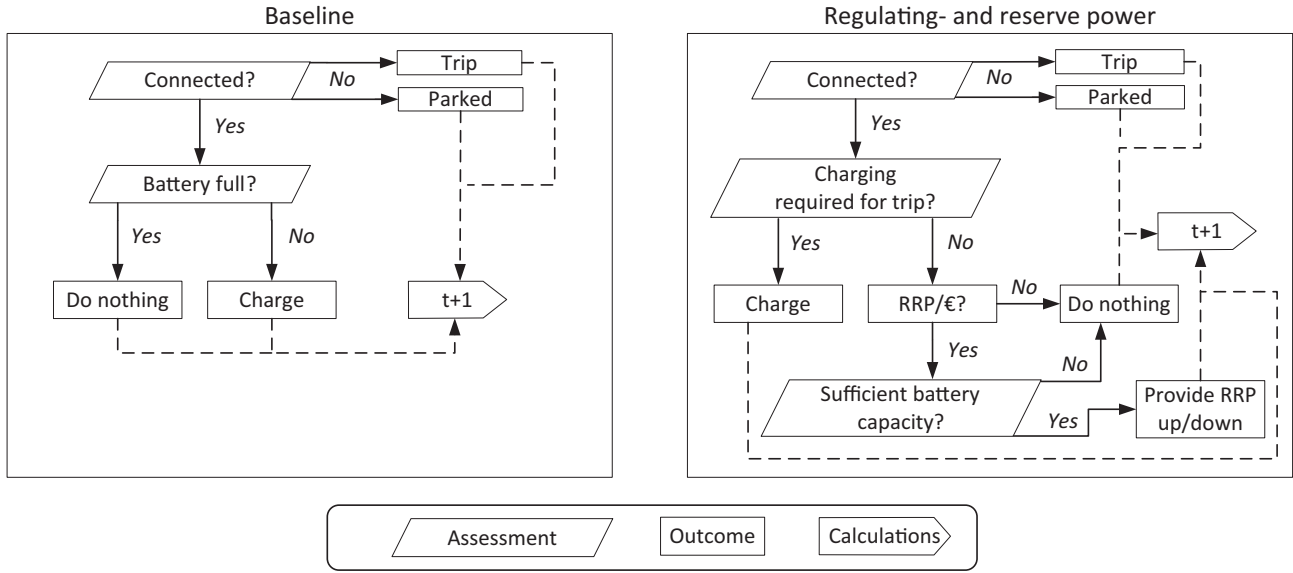 Baseline
Connected?
No
Trip
Parked
Yes
Battery full?
Yes
No
Do nothing
Charge
t+1
Regulating- and reserve power
Connected?
No
Trip
Parked
Yes
Charging
required for trip?
Yes
No
t+1
Charge
RRP/€?
No
Do nothing
Yes
No
Sufficient battery
capacity?
Yes
Provide RRP
up/down
Assessment
Outcome
Calculations